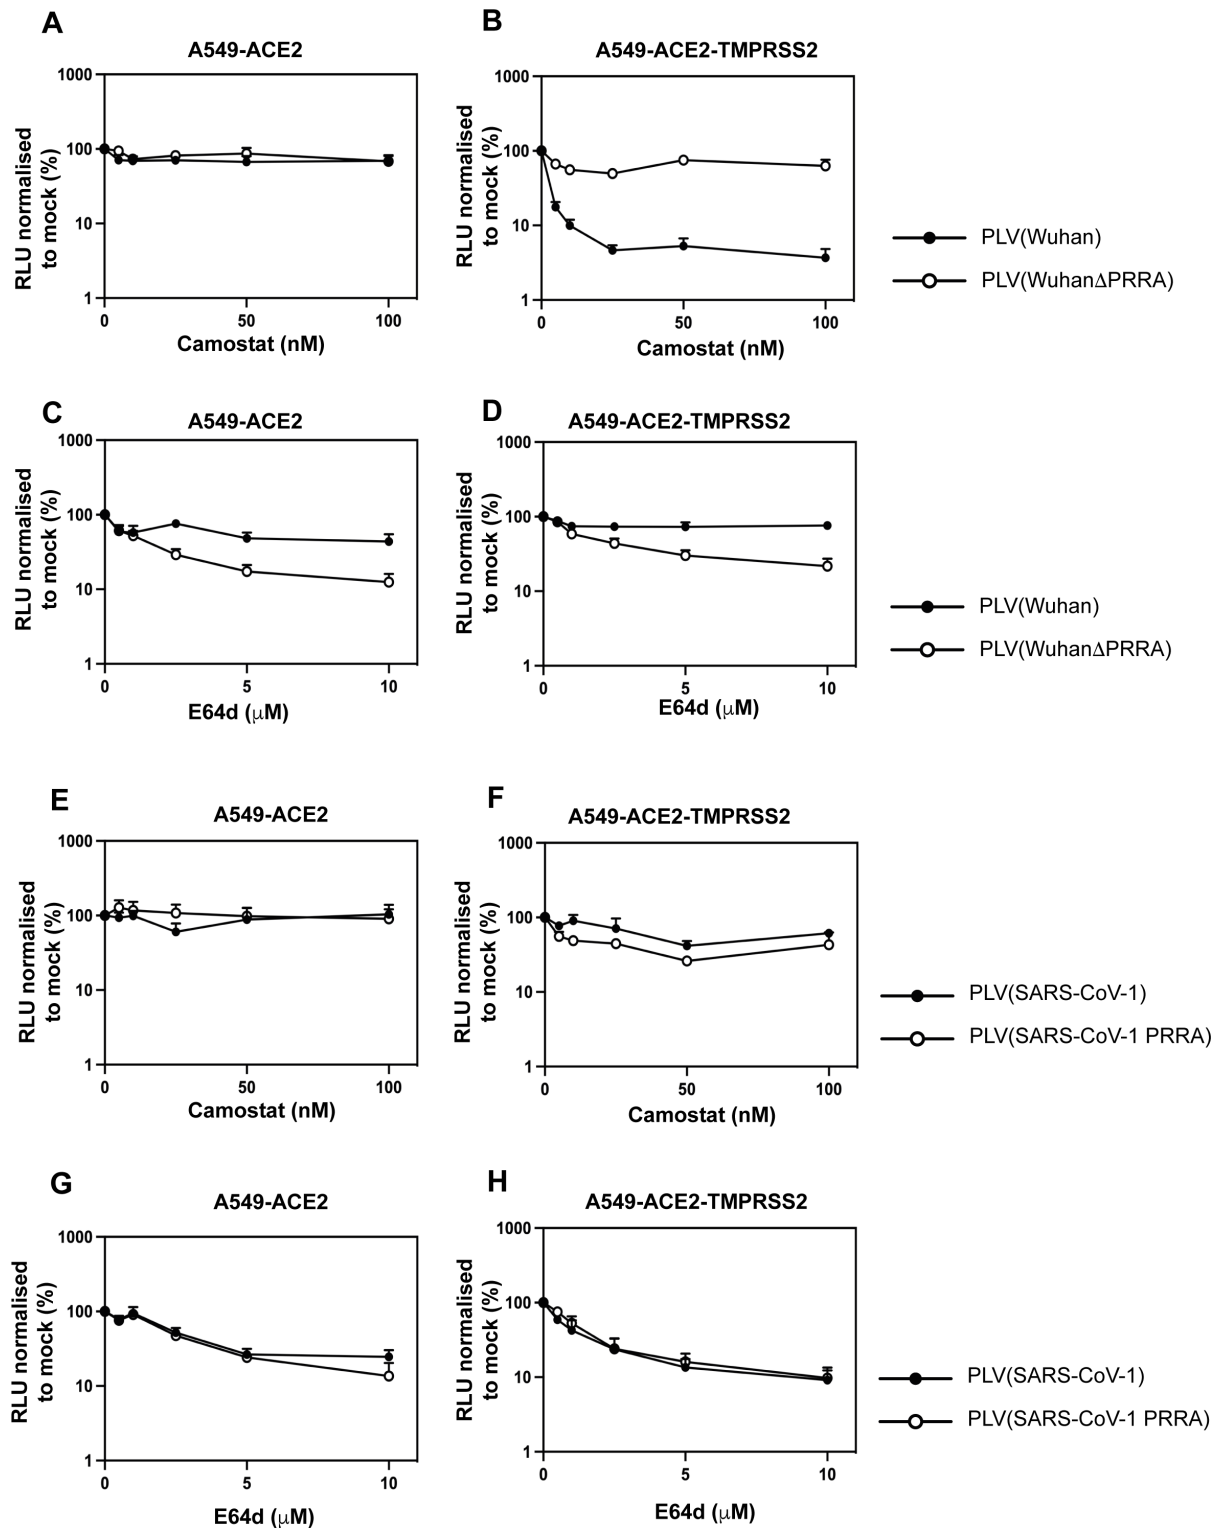 A
A549-ACE2
RLU normalised
to mock (%)
1000
100
10
1
0
50
100
Camostat (nM)
B
A549-ACE2-TMPRSS2
RLU normalised
to mock (%)
1000
100
10
1
0
50
100
Camostat (nM)
PLV(Wuhan)
PLV(WuhanΔPRRA)
C
A549-ACE2
RLU normalised
to mock (%)
1000
100
10
1
0
5
10
E64d (μM)
D
A549-ACE2-TMPRSS2
RLU normalised
to mock (%)
1000
100
10
1
0
5
10
E64d (μM)
PLV(Wuhan)
PLV(WuhanΔPRRA)
E
A549-ACE2
RLU normalised
to mock (%)
1000
100
10
1
0
50
100
Camostat (nM)
F
A549-ACE2-TMPRSS2
RLU normalised
to mock (%)
1000
100
10
1
0
50
100
Camostat (nM)
PLV(SARS-CoV-1)
PLV(SARS-CoV-1 PRRA)
G
A549-ACE2
RLU normalised
to mock (%)
1000
100
10
1
0
5
10
E64d (μM)
H
A549-ACE2-TMPRSS2
RLU normalised
to mock (%)
1000
100
10
1
0
5
10
E64d (μM)
PLV(SARS-CoV-1)
PLV(SARS-CoV-1 PRRA)